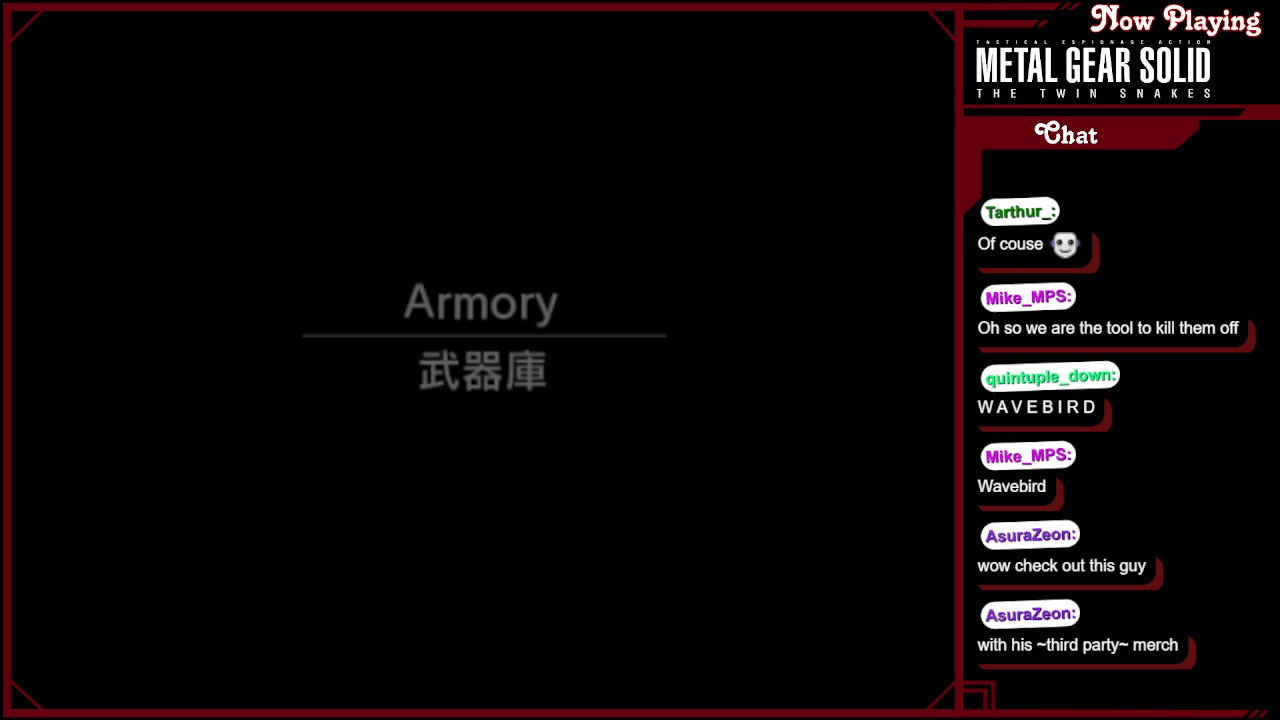 Now Playing
TACTICAL ESPIONAGE ACTION
METAL GEAR SOLID
THE TWIN SNAKES
Chat
Armory
武器庫
Tarthur_:
Of couse
Mike_MPS:
Oh so we are the tool to kill them off
quintuple_down:
W A V E B I R D
Mike_MPS:
Wavebird
AsuraZeon:
wow check out this guy
AsuraZeon:
with his ~third party~ merch